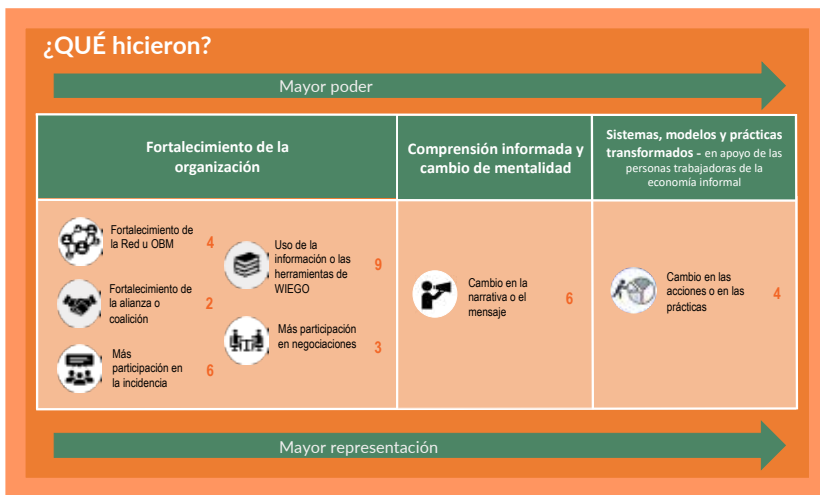 ¿QUÉ hicieron?
Mayor poder
Fortalecimiento de la
organización
Comprensión informada y
cambio de mentalidad
Sistemas, modelos y prácticas
transformados - en apoyo de las
personas trabajadoras de la
economía informal
Fortalecimiento de
la Red u OBM
4
Fortalecimiento de
la alianza o
coalición
2
Más
participación en
la incidencia
6
Uso de la
información o las
herramientas de
WIEGO
9
Más participación
en negociaciones
3
Cambio en la
narrativa o el
mensaje
6
Cambio en las
acciones o en las
prácticas
4
Mayor representación